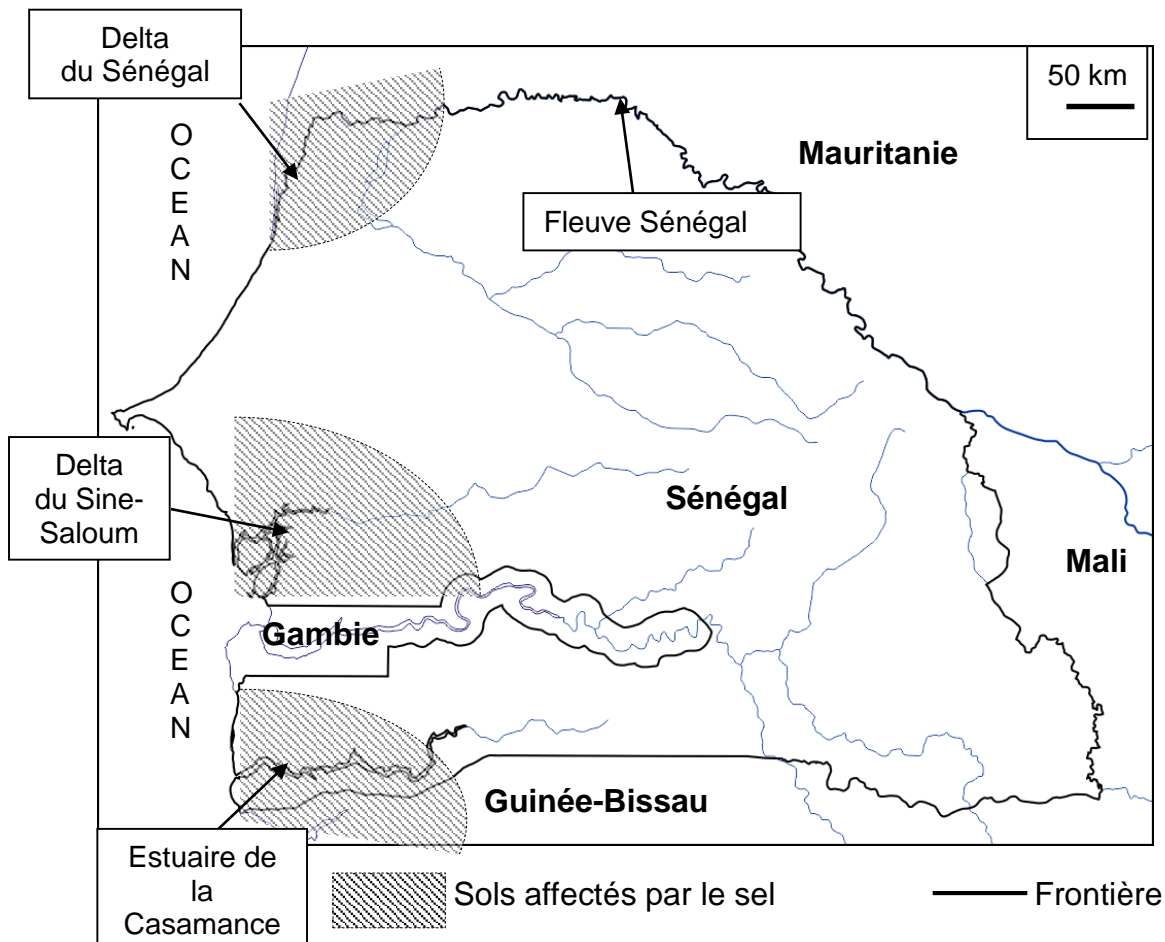 Delta
du Sénégal
50 km
O
C
E
A
N
Mauritanie
Fleuve Sénégal
Delta
du Sine-
Saloum
Sénégal
Mali
O
C
E
A
N
Gambie
Guinée-Bissau
Estuaire de
la
Casamance
Sols affectés par le sel
Frontière